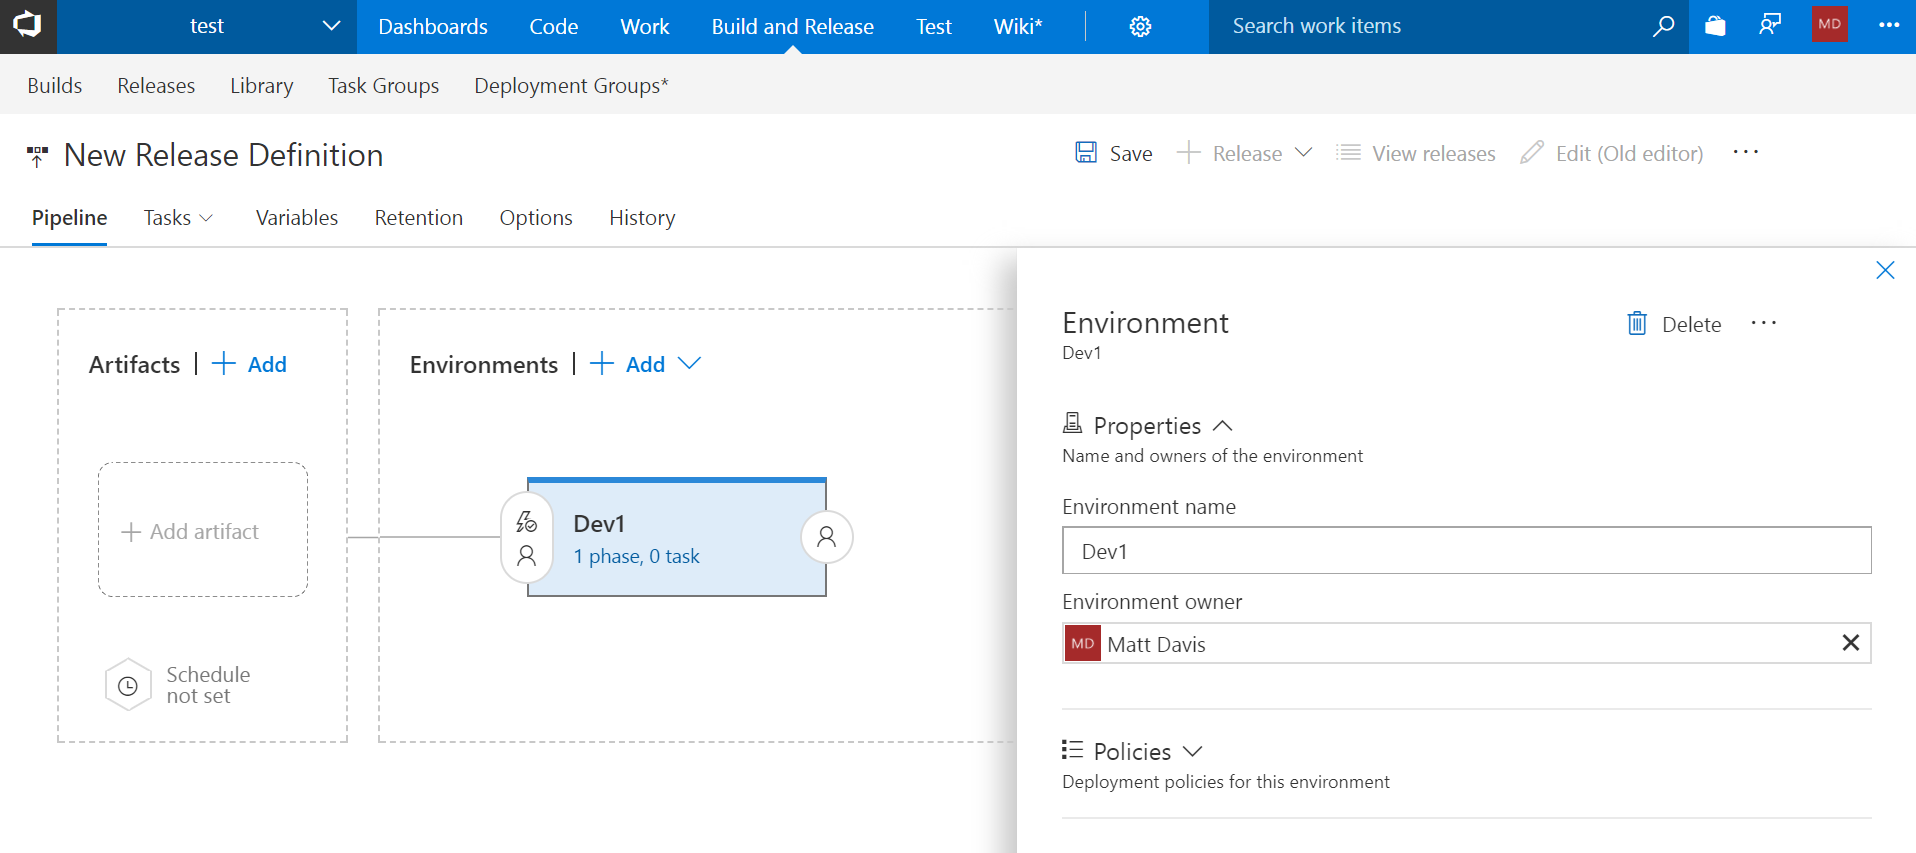 test
Dashboards Code Work Build and Release Test Wiki* Search work items MD ...
Builds Releases Library Task Groups Deployment Groups*
New Release Definition
Save + Release View releases Edit (Old editor) ...
Pipeline Tasks Variables Retention Options History
Artifacts | + Add
+ Add artifact
Schedule
not set
Environments | + Add
Dev1
1 phase, 0 task
Environment
Dev1
Delete ...
Properties
Name and owners of the environment
Environment name
Dev1
Environment owner
MD Matt Davis
Policies
Deployment policies for this environment